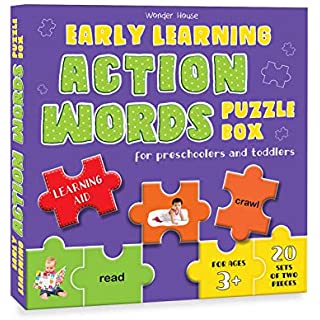 Wonder House
EARLY LEARNING
ACTION
WORDS
PUZZLE
BOX
for preschoolers and toddlers
LEARNING
AID
crawl
read
FOR AGES
3+
20
SETS OF TWO
PIECES
PUZZLE
BOX
ACTION WORDS
EARLY
LEARNING